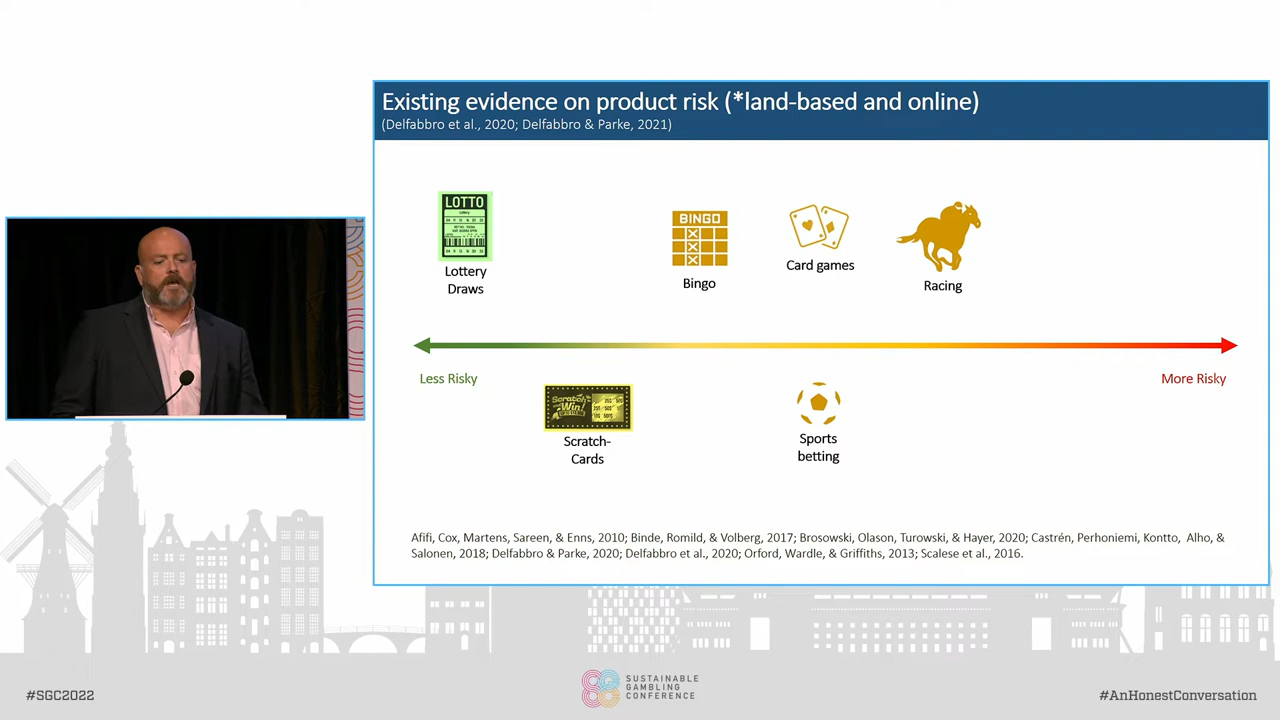 Existing evidence on product risk (*land-based and online)
(Delfabbro et al., 2020; Delfabbro & Parke, 2021)
LOTTO
Lottery
Lottery
Draws
BINGO
Bingo
Card games
Racing
Less Risky
More Risky
Scratch
Win!
Scratch-
Cards
Sports
betting
Afifi, Cox, Martens, Sareen, & Enns, 2010; Binde, Romild, & Volberg, 2017; Brosowski, Olason, Turowski, & Hayer, 2020; Castrén, Perhoniemi, Kontto, Alho, &
Salonen, 2018; Delfabbro & Parke, 2020; Delfabbro et al., 2020; Orford, Wardle, & Griffiths, 2013; Scalese et al., 2016.
#SGC2022
SUSTAINABLE
GAMBLING
CONFERENCE
#AnHonestConversation